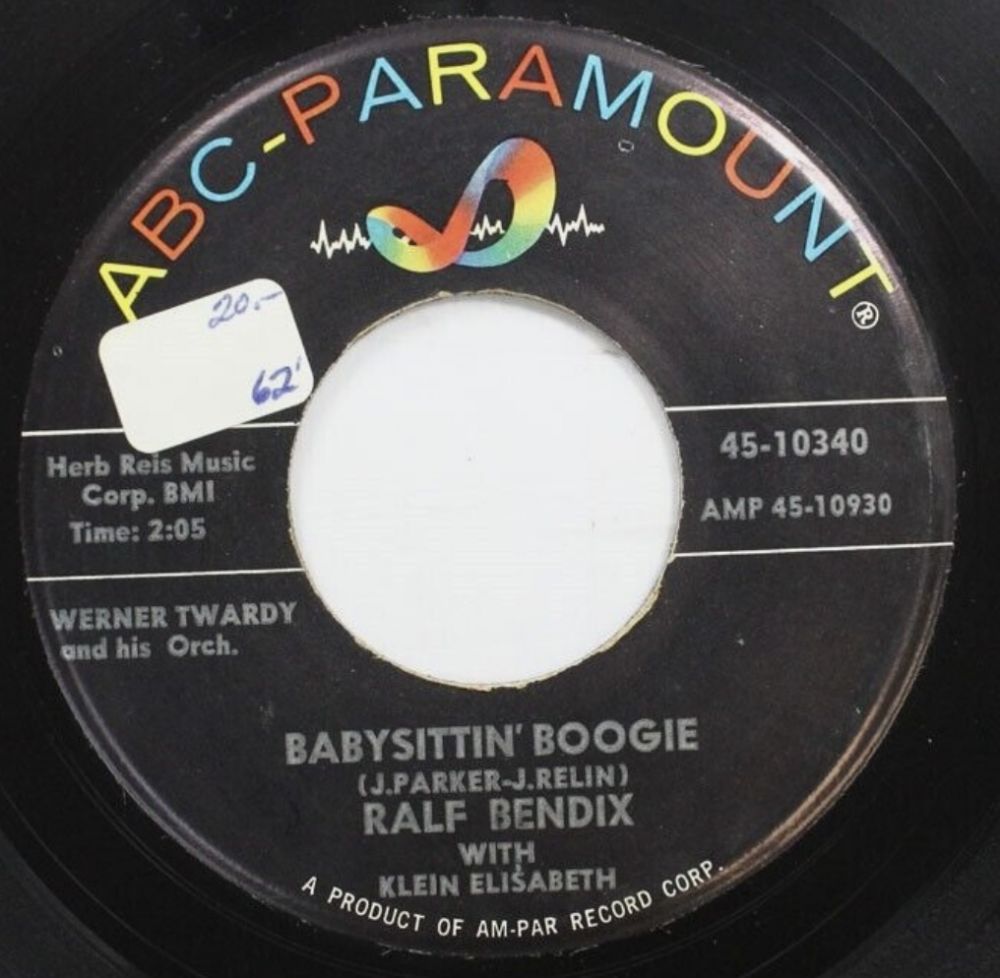 ABC-PARAMOUNT®
20.-
62'
Herb Reis Music
Corp. BMI
Time: 2:05
45-10340
AMP 45-10930
WERNER TWARDY
and his Orch.
BABYSITTIN' BOOGIE
(J.PARKER-J.RELIN)
RALF BENDIX
WITH
KLEIN ELISABETH
A PRODUCT OF AM-PAR RECORD CORP.